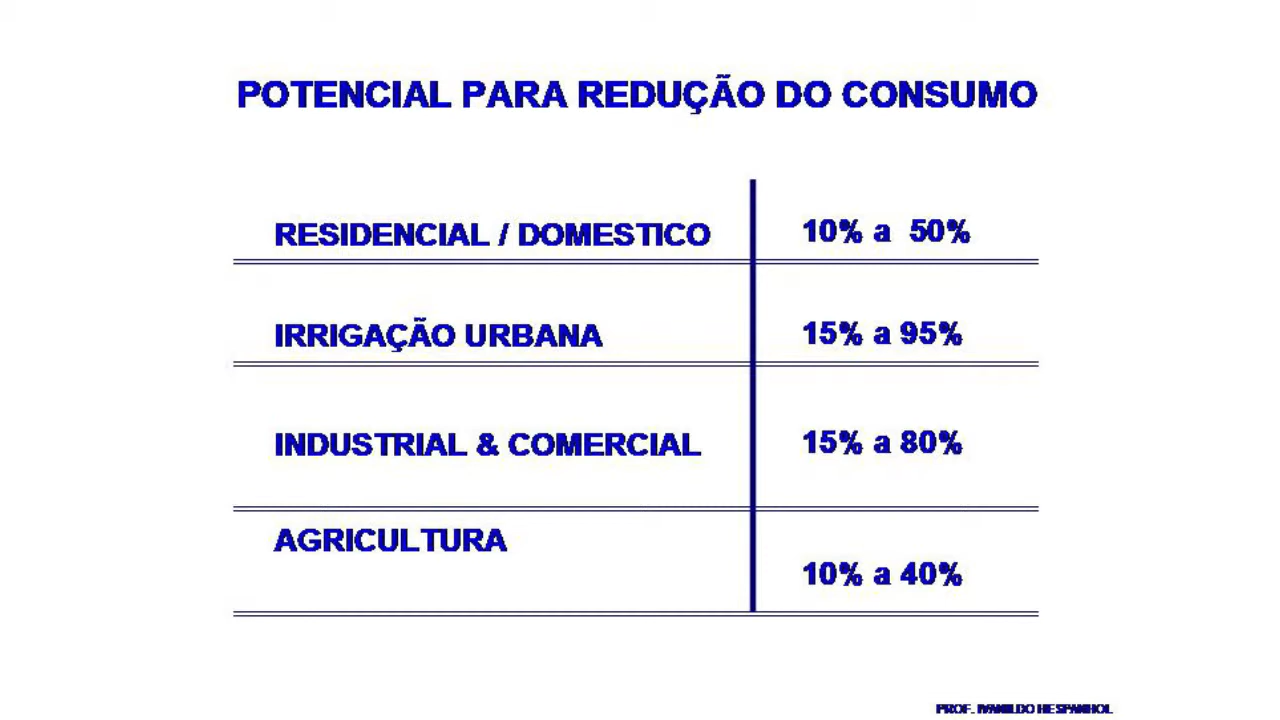 POTENCIAL PARA REDUÇÃO DO CONSUMO
RESIDENCIAL / DOMESTICO 10% a 50%
IRRIGAÇÃO URBANA 15% a 95%
INDUSTRIAL & COMERCIAL 15% a 80%
AGRICULTURA
10% a 40%
PROF. IVANILDO HESPANHOL